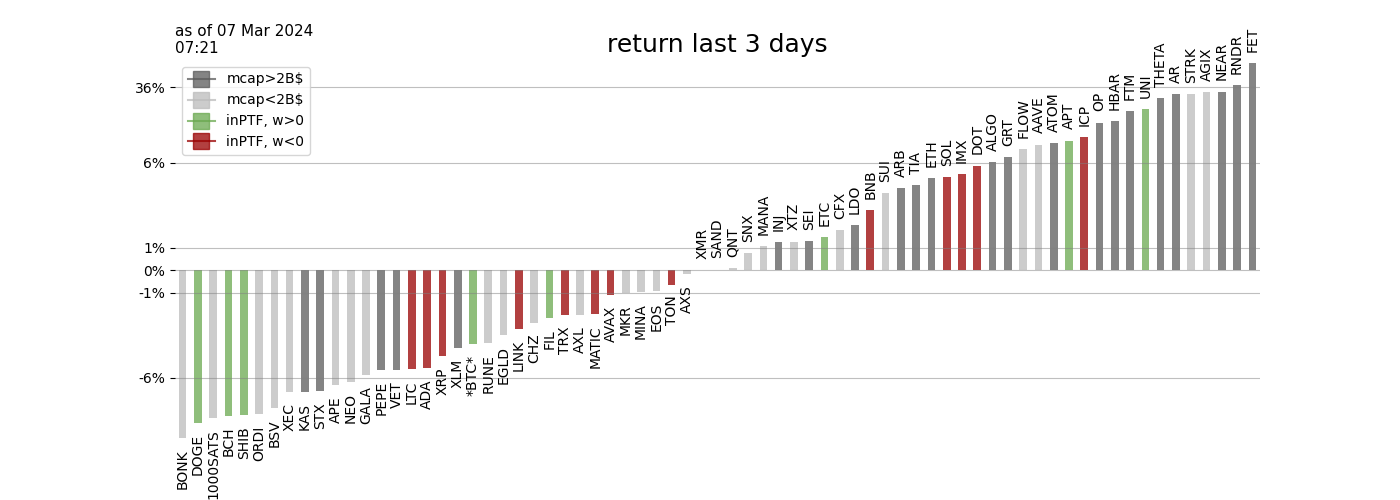 as of 07 Mar 2024
07:21
return last 3 days
mcap>2B$
mcap<2B$
inPTF, w>0
inPTF, w<0
36%
6%
1%
0%
-1%
-6%
BONK
DOGE
1000SATS
BCH
SHIB
ORDI
BSV
XEC
KAS
STX
APE
NEO
GALA
PEPE
VET
LTC
ADA
XRP
XLM
*BTC*
RUNE
EGLD
LINK
CHZ
FIL
TRX
AXL
MATIC
AVAX
MKR
MINA
EOS
TON
AXS
XMR
SAND
QNT
SNX
MANA
INJ
XTZ
SEI
ETC
CFX
LDO
BNB
SUI
ARB
TIA
ETH
SOL
IMX
DOT
ALGO
GRT
FLOW
AAVE
ATOM
APT
ICP
OP
HBAR
FTM
UNI
THETA
AR
STRK
AGIX
NEAR
RNDR
FET